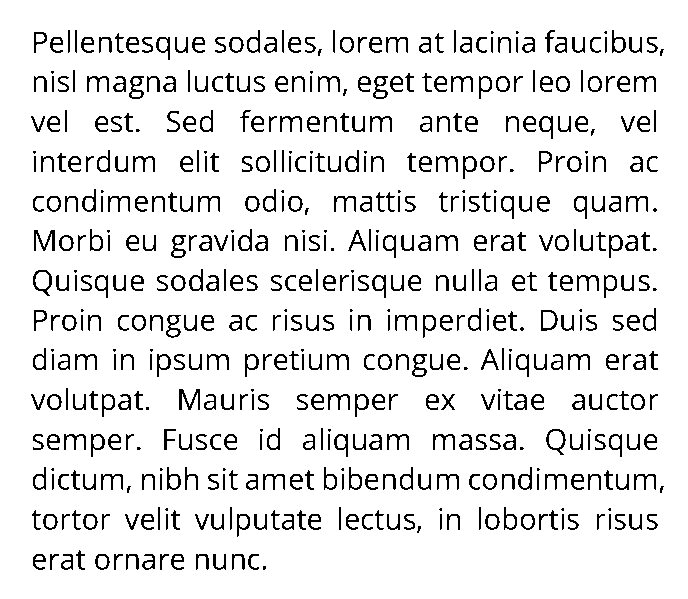 Pellentesque sodales, lorem at lacinia faucibus,
nisl magna luctus enim, eget tempor leo lorem
vel est. Sed fermentum ante neque, vel
interdum elit sollicitudin tempor. Proin ac
condimentum odio, mattis tristique quam.
Morbi eu gravida nisi. Aliquam erat volutpat.
Quisque sodales scelerisque nulla et tempus.
Proin congue ac risus in imperdiet. Duis sed
diam in ipsum pretium congue. Aliquam erat
volutpat. Mauris semper ex vitae auctor
semper. Fusce id aliquam massa. Quisque
dictum, nibh sit amet bibendum condimentum,
tortor velit vulputate lectus, in lobortis risus
erat ornare nunc.